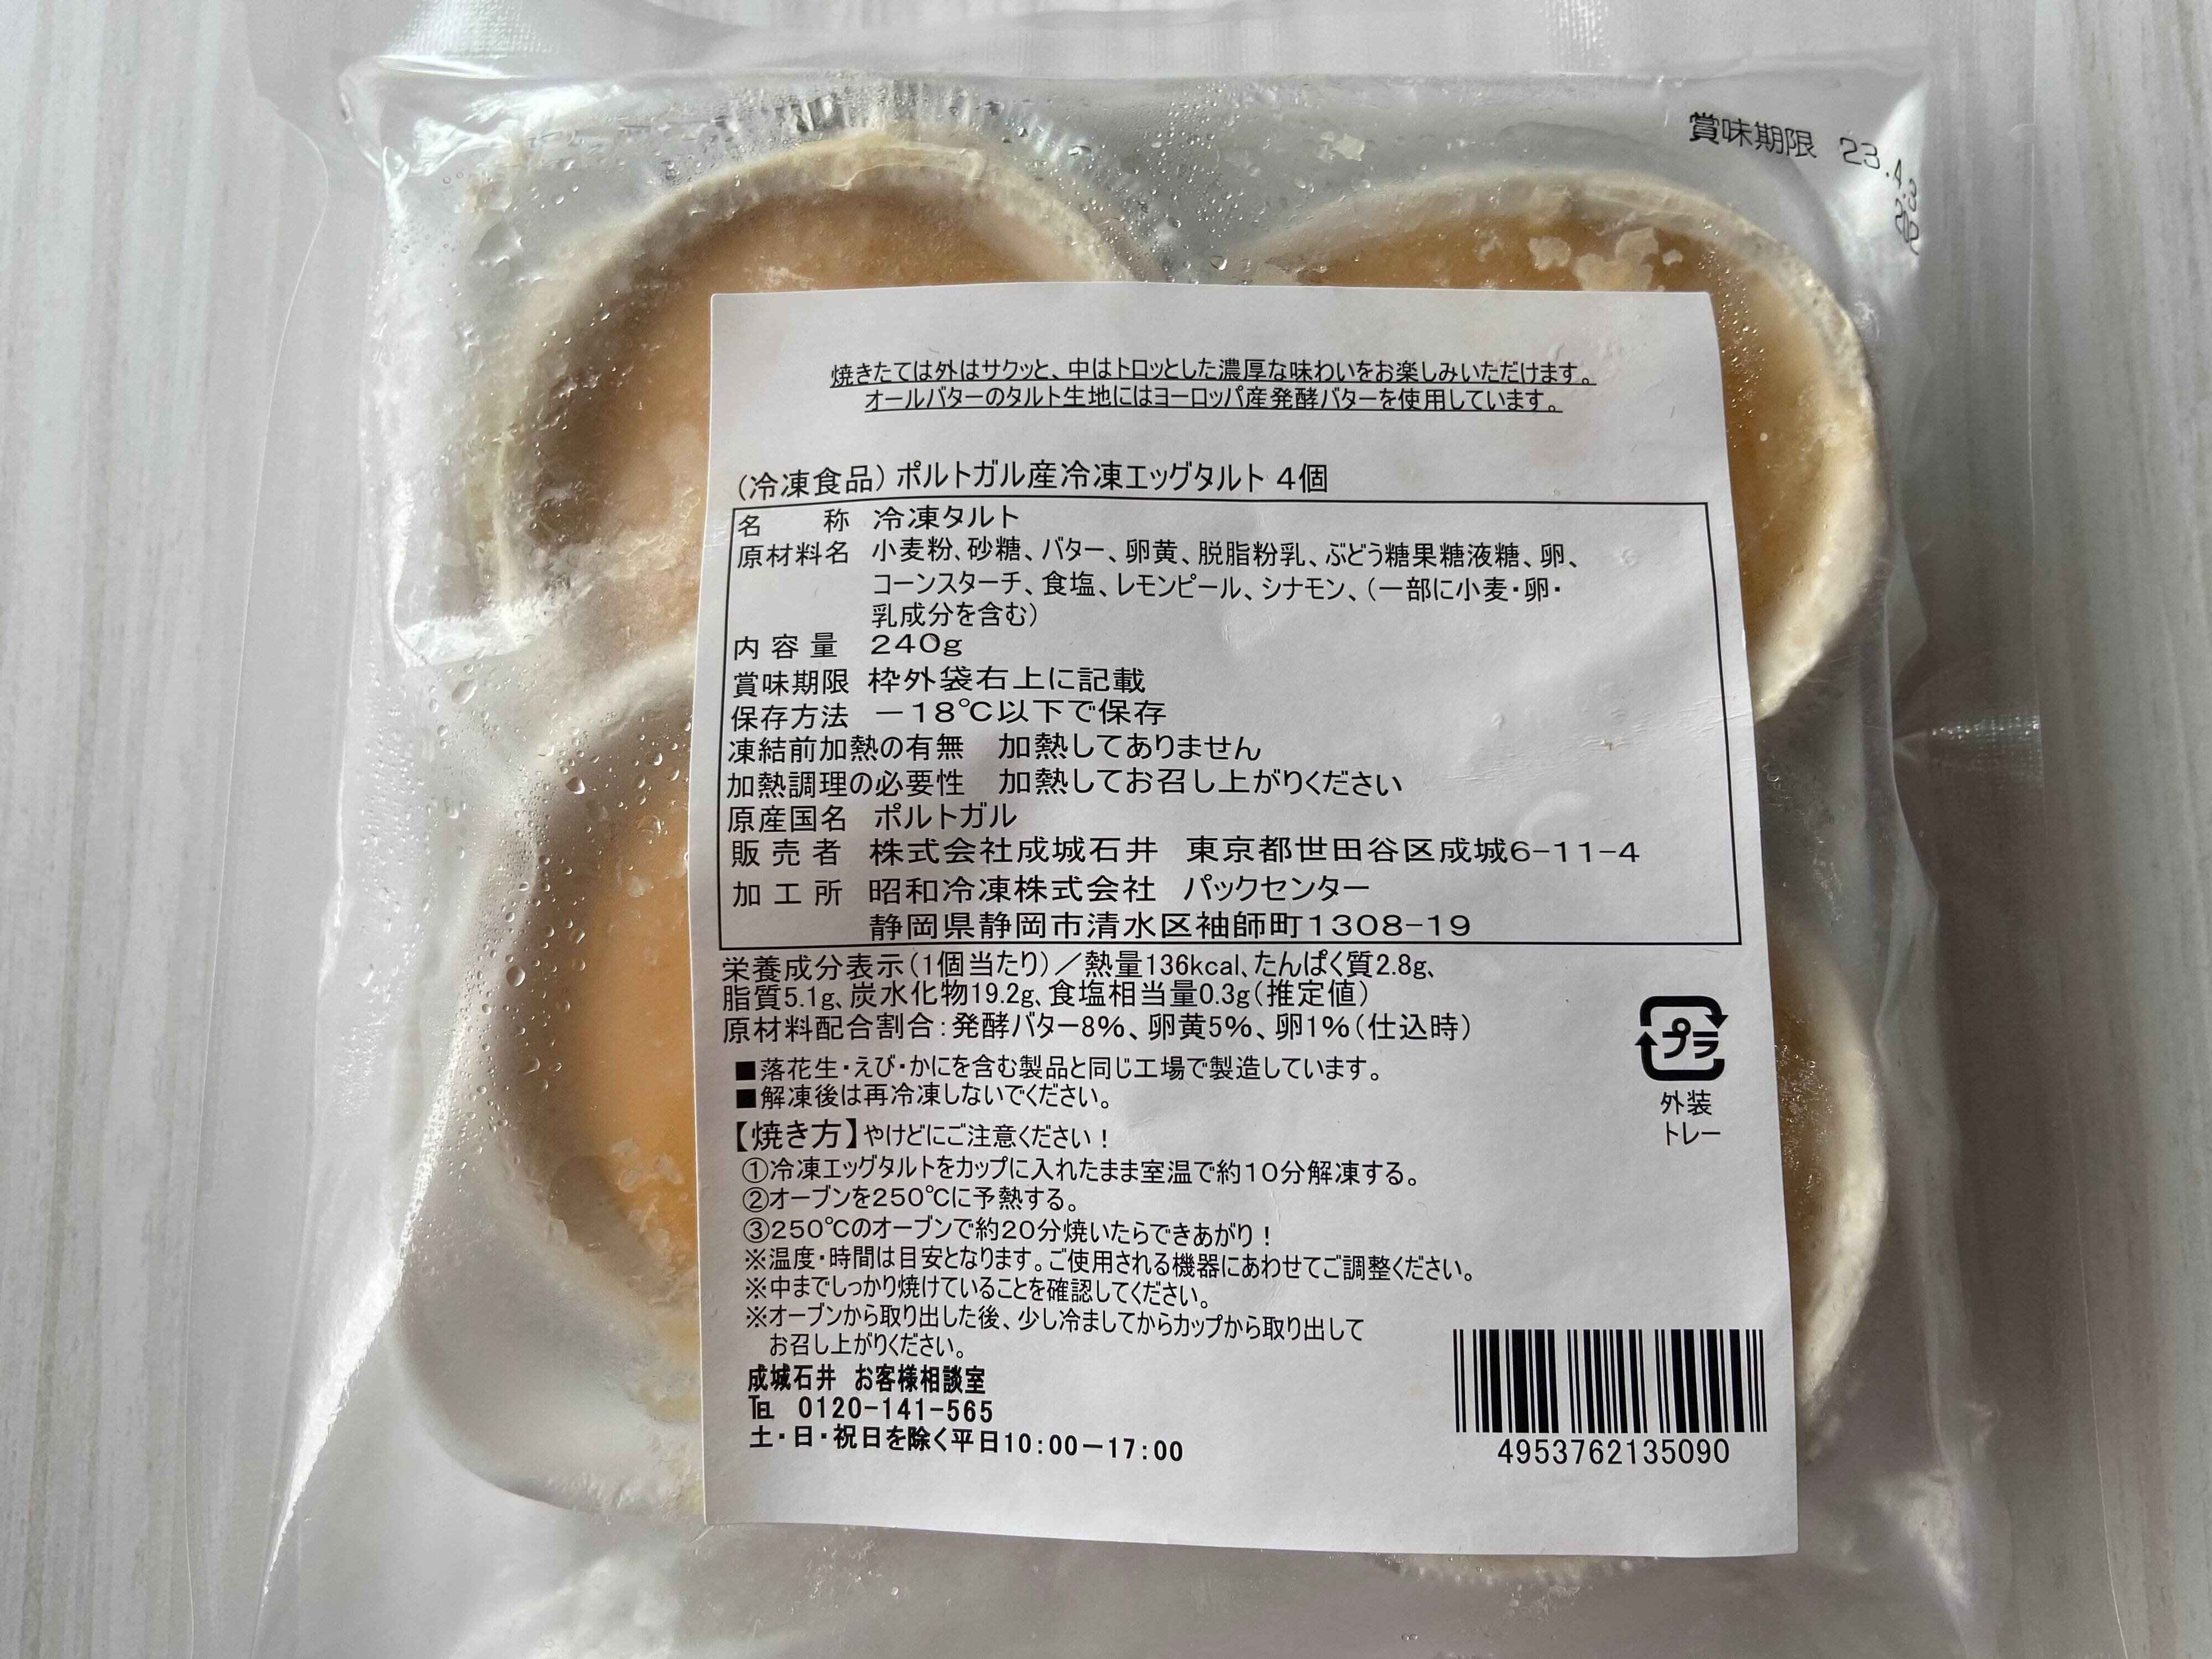 賞味期限 23.4.3
焼きたては外はサクッと、中はトロッとした濃厚な味わいをお楽しみいただけます。
オールバターのタルト生地にはヨーロッパ産発酵バターを使用しています。
(冷凍食品)ポルトガル産冷凍エッグタルト 4個
名 称 冷凍タルト
原材料名 小麦粉、砂糖、バター、卵黄、脱脂粉乳、ぶどう糖果糖液糖、卵、
コーンスターチ、食塩、レモンピール、シナモン、(一部に小麦・卵・
乳成分を含む)
内容量 240g
賞味期限 枠外袋右上に記載
保存方法 −18℃以下で保存
凍結前加熱の有無 加熱してありません
加熱調理の必要性 加熱してお召し上がりください
原産国名 ポルトガル
販売者 株式会社成城石井 東京都世田谷区成城6-11-4
加工所 昭和冷凍株式会社 パックセンター
静岡県静岡市清水区袖師町1308-19
栄養成分表示(1個当たり)/熱量136kcal、たんぱく質2.8g、
脂質5.1g、炭水化物19.2g、食塩相当量0.3g(推定値)
原材料配合割合:発酵バター8%、卵黄5%、卵1%(仕込時)
■落花生・えび・かにを含む製品と同じ工場で製造しています。
■解凍後は再冷凍しないでください。
プラ
外装
トレー
【焼き方】やけどにご注意ください!
①冷凍エッグタルトをカップに入れたまま室温で約10分解凍する。
②オーブンを250℃に予熱する。
③250℃のオーブンで約20分焼いたらできあがり!
※温度・時間は目安となります。ご使用される機器にあわせてご調整ください。
※中までしっかり焼けていることを確認してください。
※オーブンから取り出した後、少し冷ましてからカップから取り出して
お召し上がりください。
成城石井 お客様相談室
℡ 0120-141-565
土・日・祝日を除く平日10:00−17:00
4953762135090